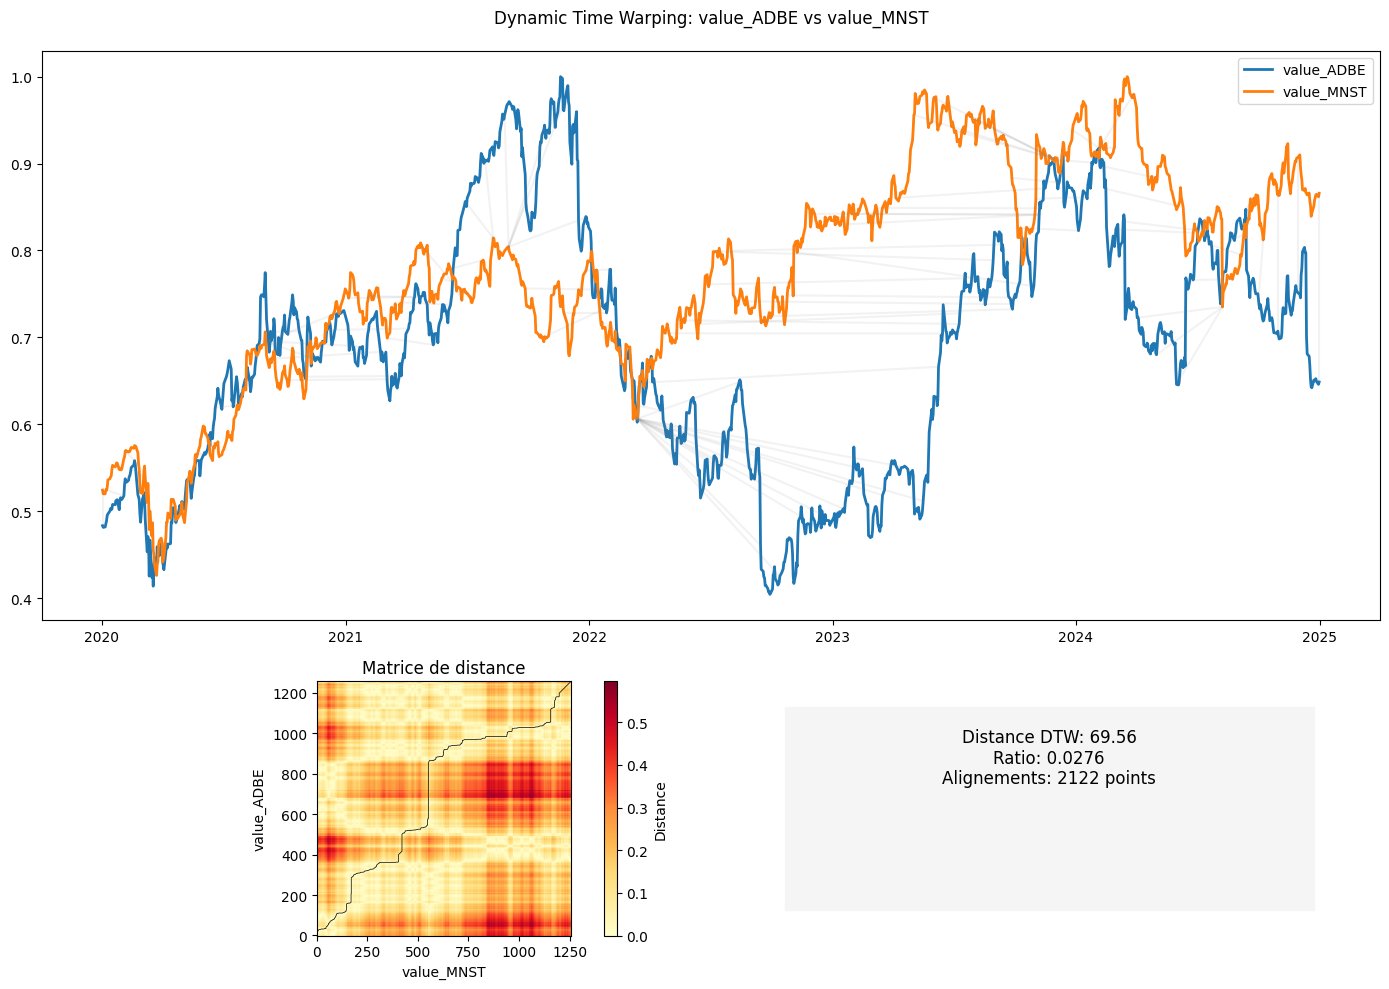 Dynamic Time Warping: value_ADBE vs value_MNST
value_ADBE
value_MNST
1.0
0.9
0.8
0.7
0.6
0.5
0.4
2020 2021 2022 2023 2024 2025
Matrice de distance
1200
1000
800
600
400
200
0
value_ADBE
0 250 500 750 1000 1250
value_MNST
0.5
0.4
0.3
0.2
0.1
0.0
Distance
Distance DTW: 69.56
Ratio: 0.0276
Alignements: 2122 points